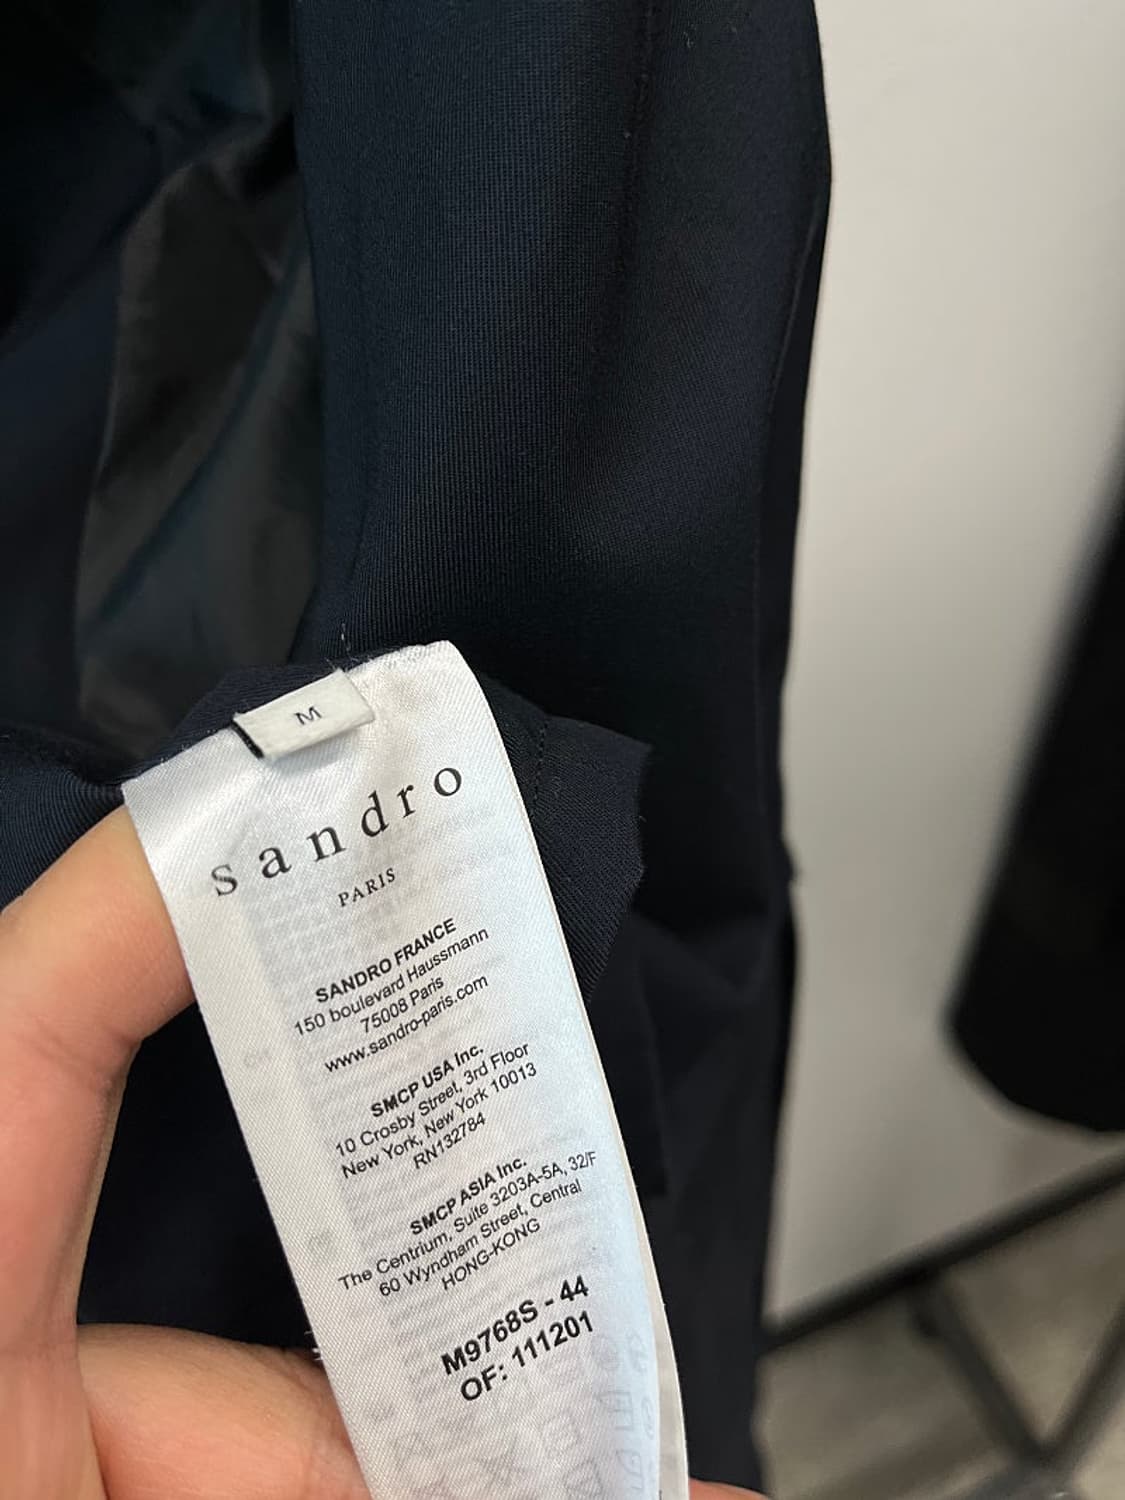 M
sandro
PARIS
SANDRO FRANCE
150 boulevard Haussmann
75008 Paris
www.sandro-paris.com
SMCP USA Inc.
10 Crosby Street, 3rd Floor
New York, New York 10013
RN132784
SMCP ASIA Inc.
The Centrium, Suite 3203A-5A, 32/F
60 Wyndham Street, Central
HONG-KONG
M9768S - 44
OF: 111201